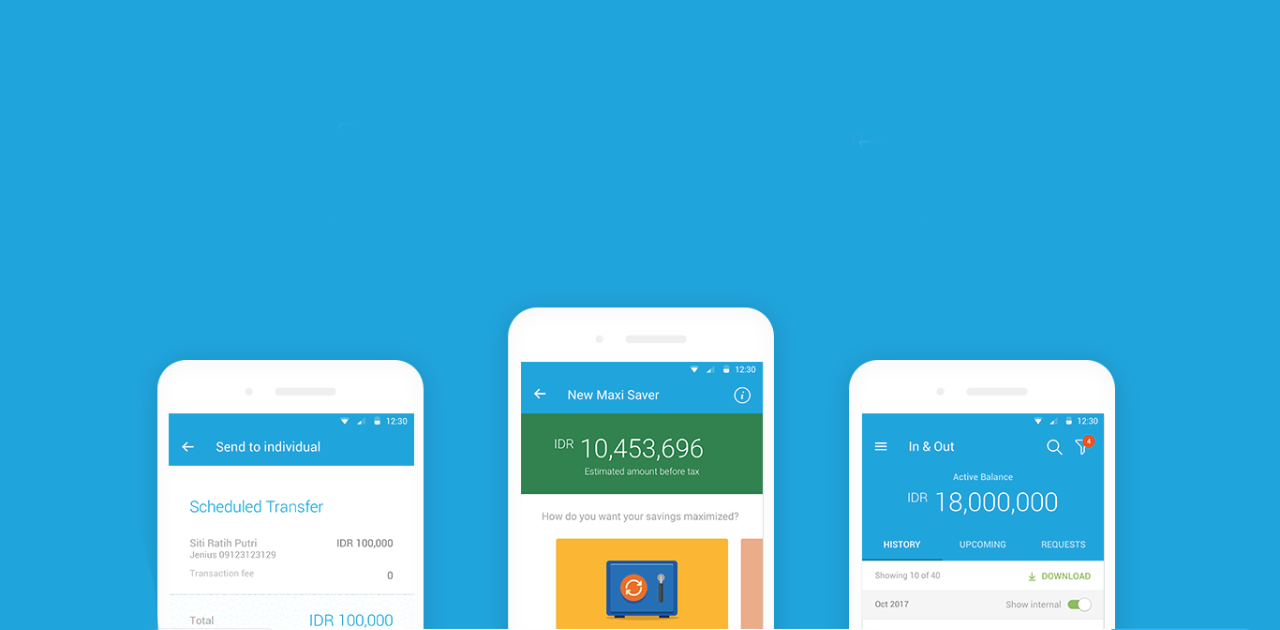 12:30
Send to individual
Scheduled Transfer
Siti Ratih Putri IDR 100,000
Jenius 09123123129
Transaction fee 0
Total IDR 100,000
12:30
New Maxi Saver
IDR 10,453,696
Estimated amount before tax
How do you want your savings maximized?
12:30
In & Out
4
Active Balance
IDR 18,000,000
HISTORY UPCOMING REQUESTS
Showing 10 of 40 DOWNLOAD
Oct 2017 Show internal